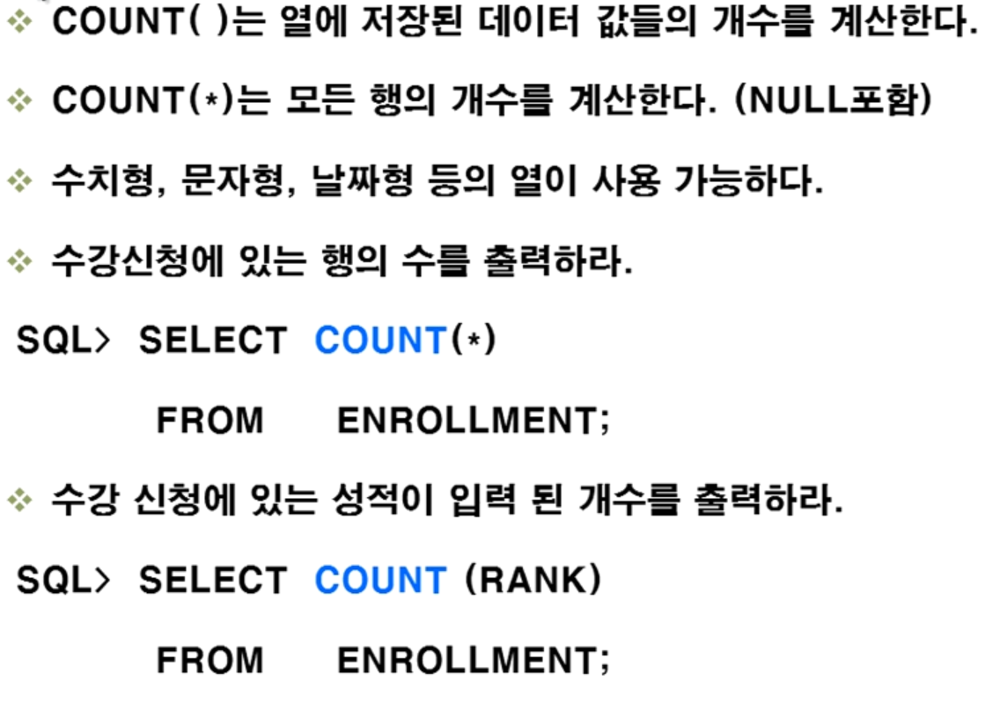 ❖ COUNT( )는 열에 저장된 데이터 값들의 개수를 계산한다.
❖ COUNT(*)는 모든 행의 개수를 계산한다. (NULL포함)
❖ 수치형, 문자형, 날짜형 등의 열이 사용 가능하다.
❖ 수강신청에 있는 행의 수를 출력하라.
SQL> SELECT COUNT(*)
FROM ENROLLMENT;
❖ 수강 신청에 있는 성적이 입력 된 개수를 출력하라.
SQL> SELECT COUNT (RANK)
FROM ENROLLMENT;